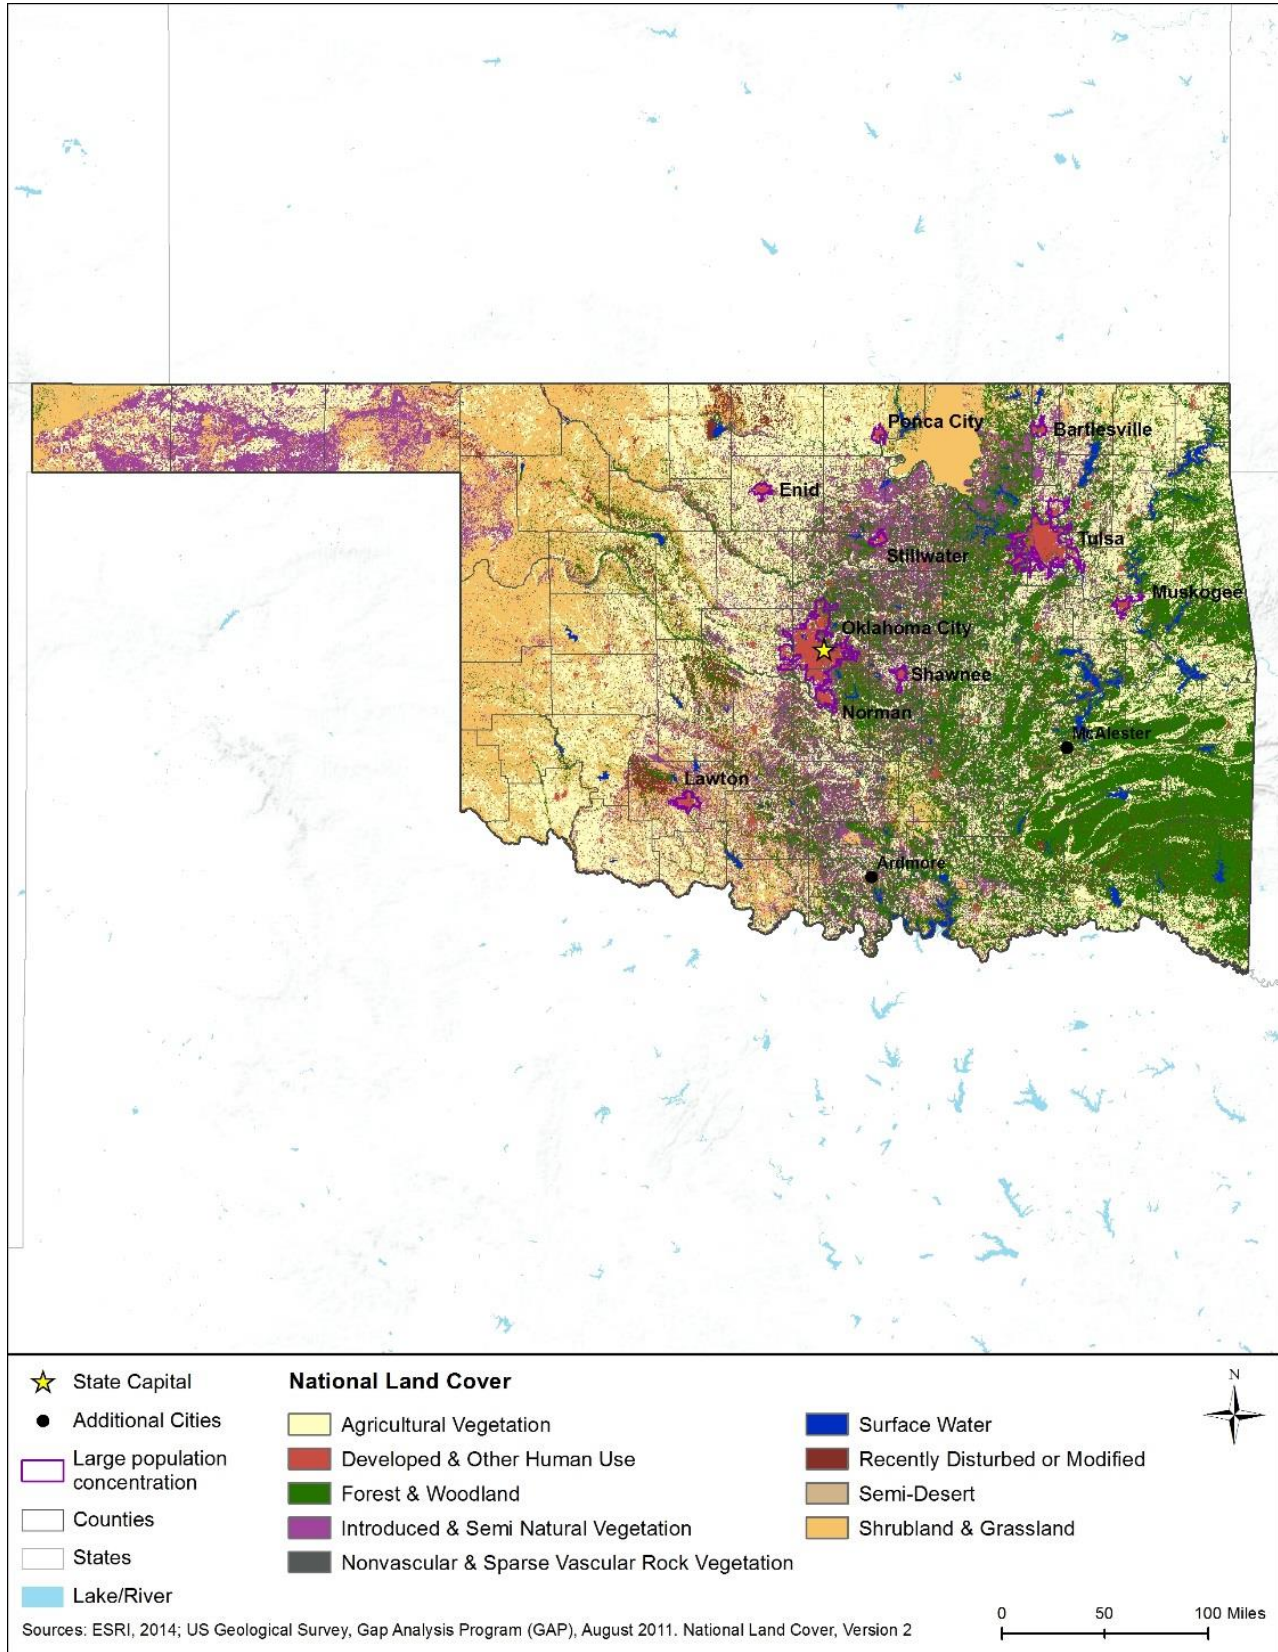 Ponca City
Bartlesville
Enid
Stillwater
Tulsa
Muskogee
Oklahoma City
Shawnee
Norman
McAlester
Lawton
Ardmore
State Capital
Additional Cities
Large population
concentration
Counties
States
Lake/River
National Land Cover
Agricultural Vegetation
Developed & Other Human Use
Forest & Woodland
Introduced & Semi Natural Vegetation
Nonvascular & Sparse Vascular Rock Vegetation
Surface Water
Recently Disturbed or Modified
Semi-Desert
Shrubland & Grassland
N
0 50 100 Miles
Sources: ESRI, 2014; US Geological Survey, Gap Analysis Program (GAP), August 2011. National Land Cover, Version 2